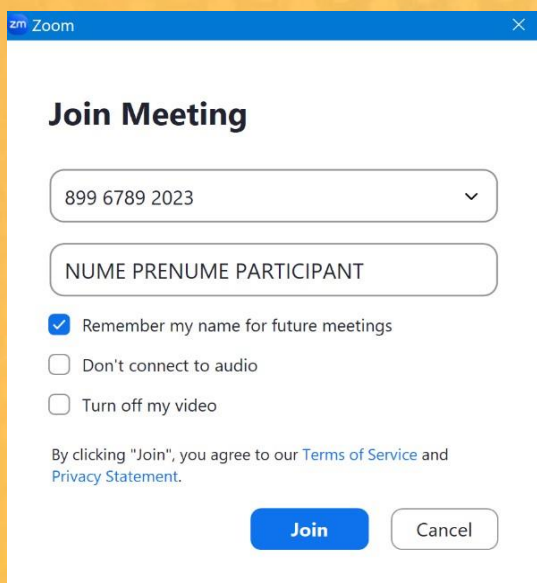 zm Zoom
Join Meeting
899 6789 2023
NUME PRENUME PARTICIPANT
Remember my name for future meetings
Don't connect to audio
Turn off my video
By clicking "Join", you agree to our Terms of Service and
Privacy Statement.
Join Cancel